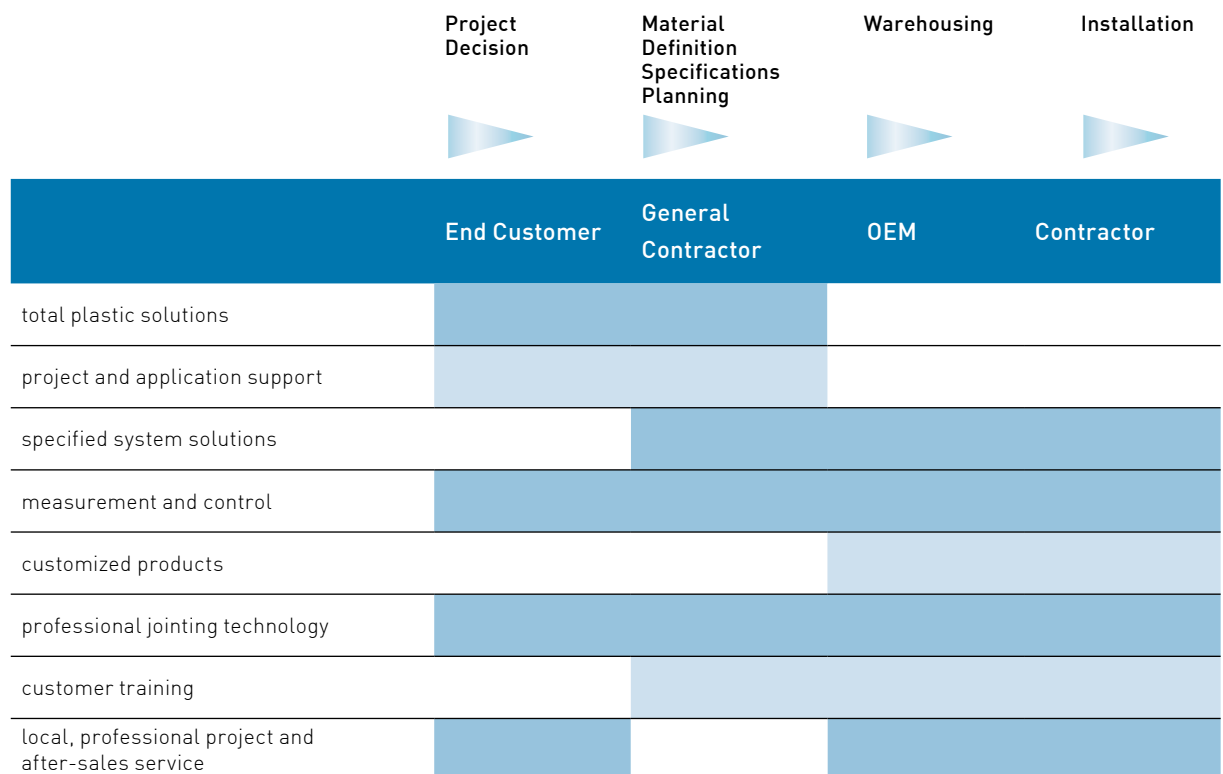 Project
Decision
Material
Definition
Specifications
Planning
Warehousing
Installation
End Customer
General
Contractor
OEM
Contractor
total plastic solutions
project and application support
specified system solutions
measurement and control
customized products
professional jointing technology
customer training
local, professional project and
after-sales service